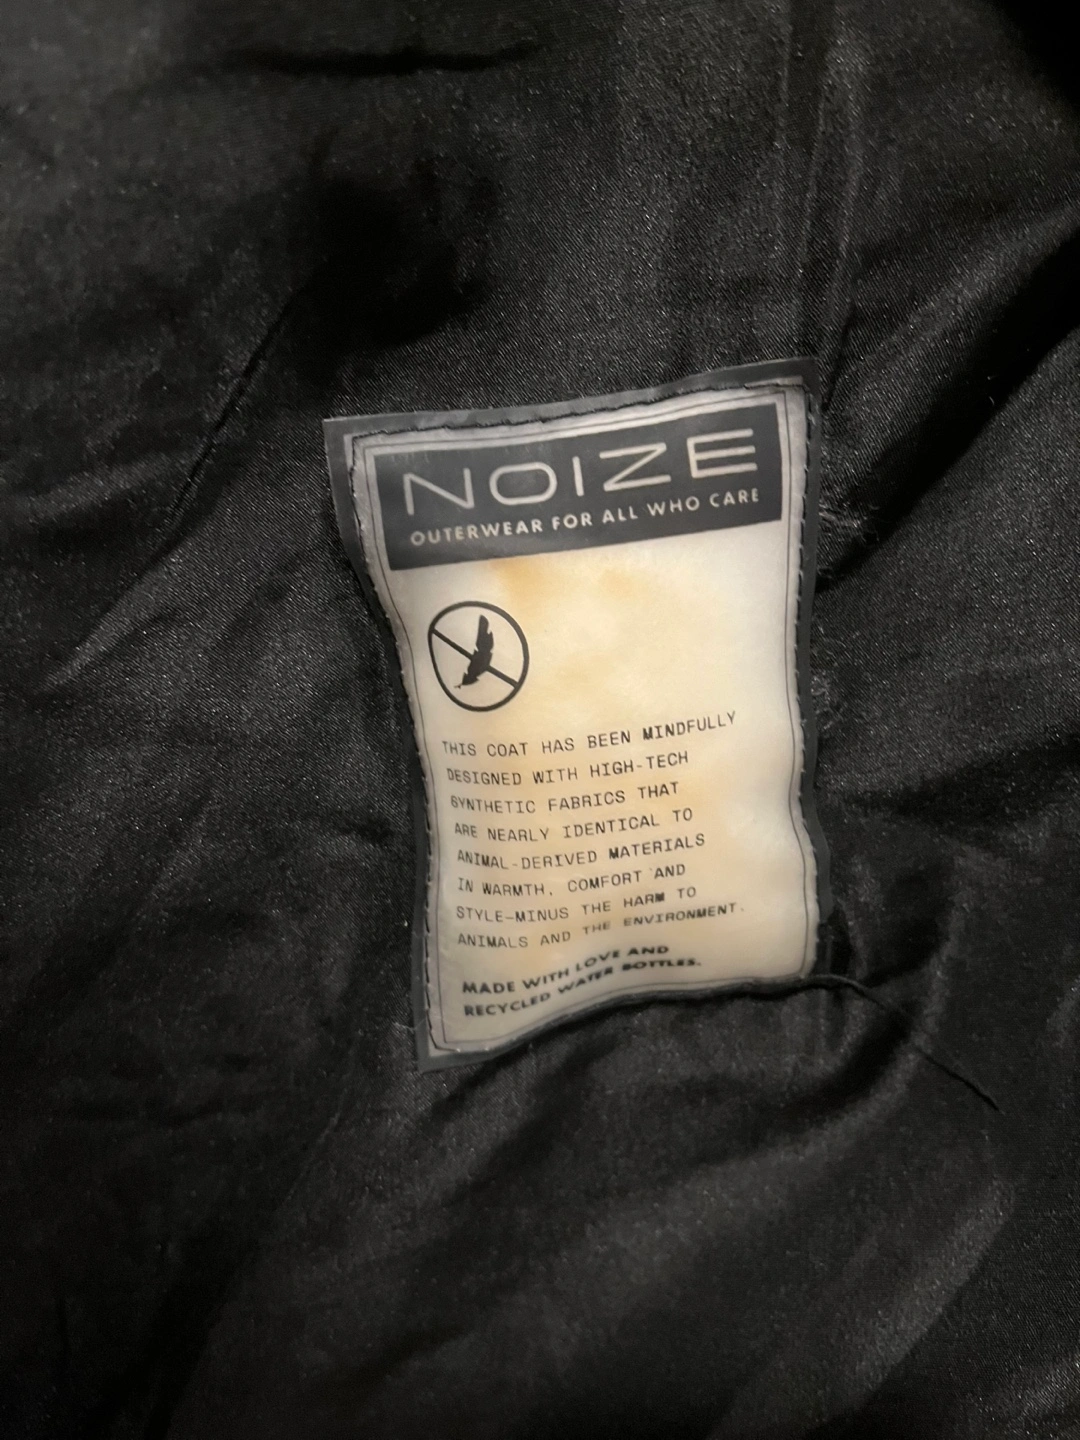 NOIZE
OUTERWEAR FOR ALL WHO CARE
THIS COAT HAS BEEN MINDFULLY
DESIGNED WITH HIGH-TECH
SYNTHETIC FABRICS THAT
ARE NEARLY IDENTICAL TO
ANIMAL-DERIVED MATERIALS
IN WARMTH, COMFORT AND
STYLE-MINUS THE HARM TO
ANIMALS AND THE ENVIRONMENT.
MADE WITH LOVE AND
RECYCLED WATER BOTTLES.